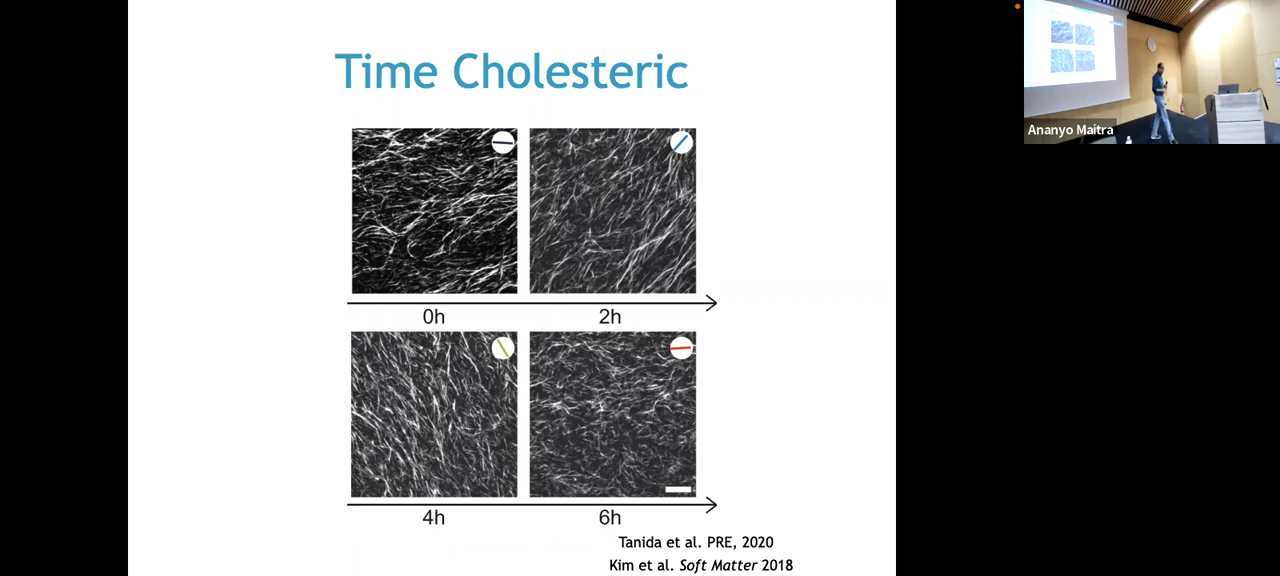 Time Cholesteric
0h
2h
4h
6h
Tanida et al. PRE, 2020
Kim et al. Soft Matter 2018
Ananyo Maitra